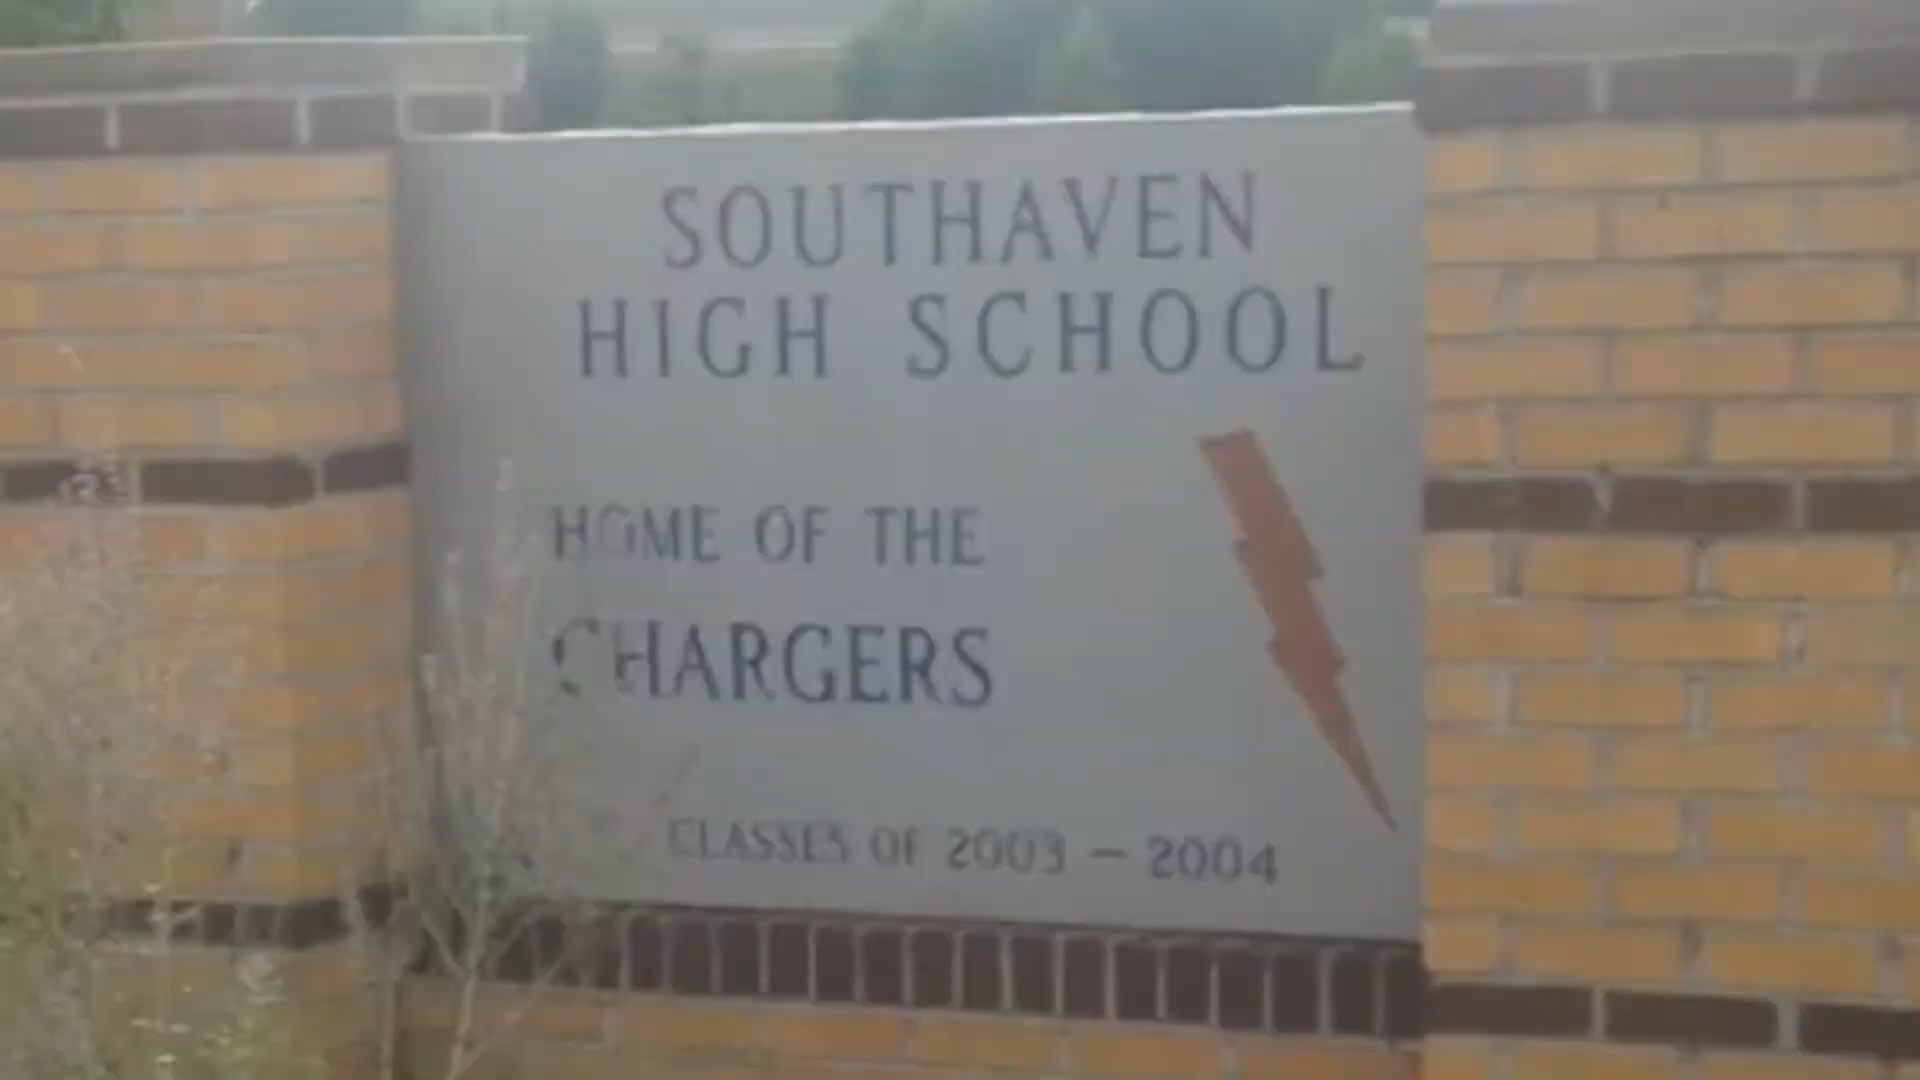 SOUTHAVEN
HIGH SCHOOL
HOME OF THE
CHARGERS
CLASSES OF 2003 - 2004